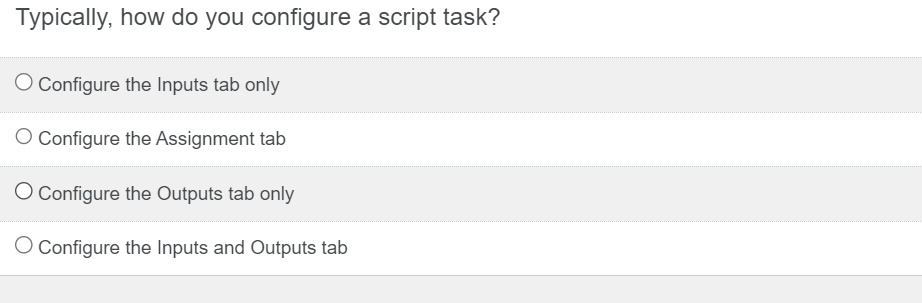 Typically, how do you configure a script task?
Configure the Inputs tab only
Configure the Assignment tab
Configure the Outputs tab only
Configure the Inputs and Outputs tab